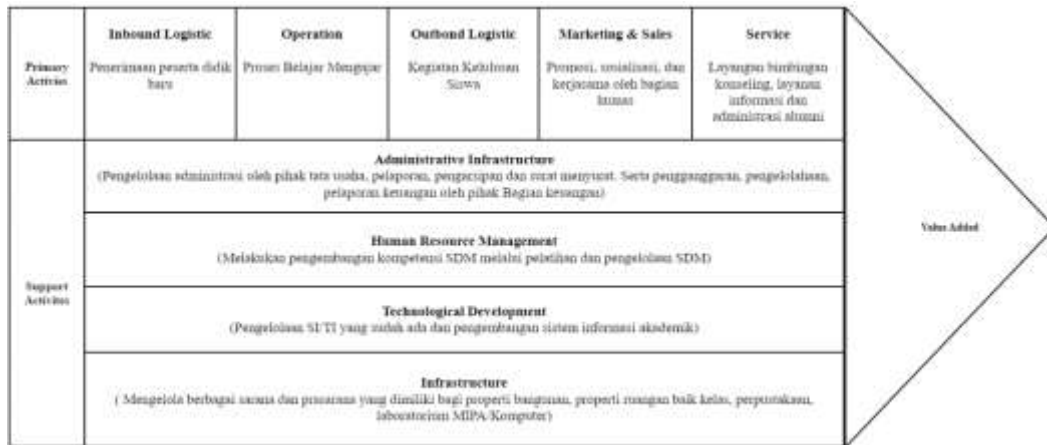 Inbound Logistic
Operation
Outbond Logistic
Marketing & Sales
Service
Primary
Activies
Penerimaan peserta didik
baru
Proses Belajar Mengajar
Kegiatan Kelulusan
Siswa
Promosi, sosialisasi, dan
kerjasama oleh bagian
humas
Layangan bimbingan
konseling, layanan
informasi dan
administrasi alumni
Administrative Infrastructure
(Pengelolaan administrasi oleh pihak tata usaha, pelaporan, pengarsipan dan surat menyurat. Serta penggangaran, pengelolahaan,
pelaporan keuangan oleh pihak Bagian keuangan)
Human Resource Management
(Melakukan pengembangan kompetensi SDM melalui pelatihan dan pengelolaan SDM)
Support
Activites
Technological Development
(Pengelolaan SI/TI yang sudah ada dan pengembangan sistem informasi akademik)
Infrastructure
( Mengelola berbagai sarana dan prasarana yang dimiliki bagi properti bangunan, properti ruangan baik kelas, perpustakaan,
laboratorium MIPA/Komputer)
Value Added